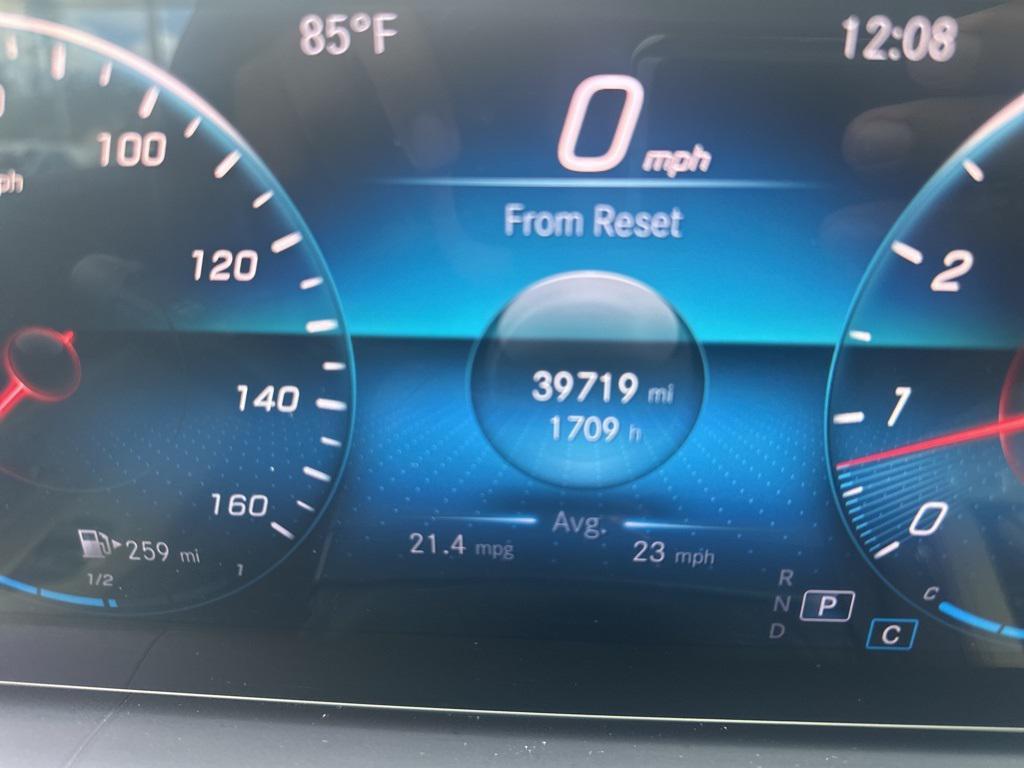 85°F
12:08
0 mph
From Reset
100
120
140
160
39719 mi
1709 h
Avg.
21.4 mpg
23 mph
259 mi
1/2
1
2
1
0
C
R
N
D
P
C